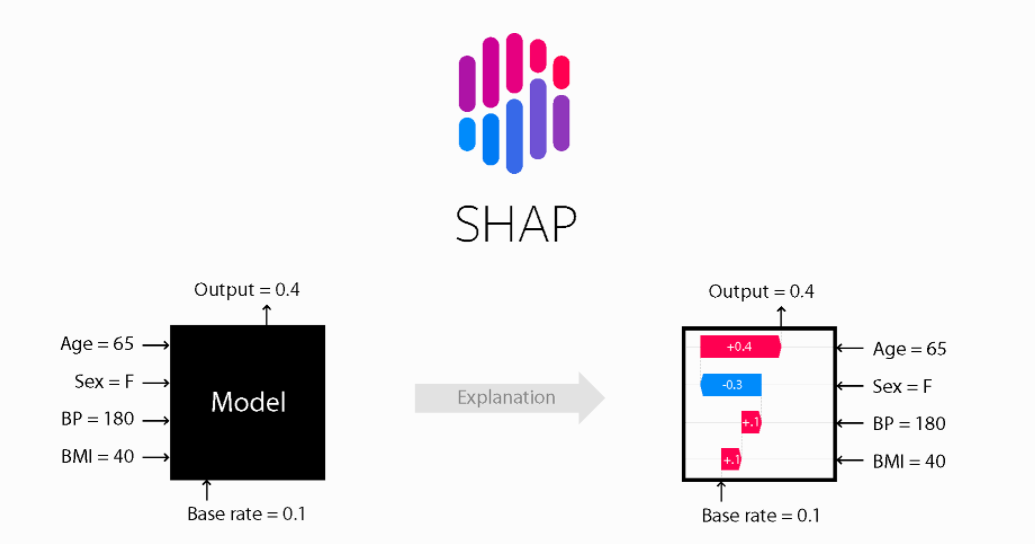 SHAP
Output = 0.4
Age = 65
Sex = F
BP = 180
BMI = 40
Model
Base rate = 0.1
Explanation
Output = 0.4
+0.4
-0.3
+.1
+.1
Age = 65
Sex = F
BP = 180
BMI = 40
Base rate = 0.1